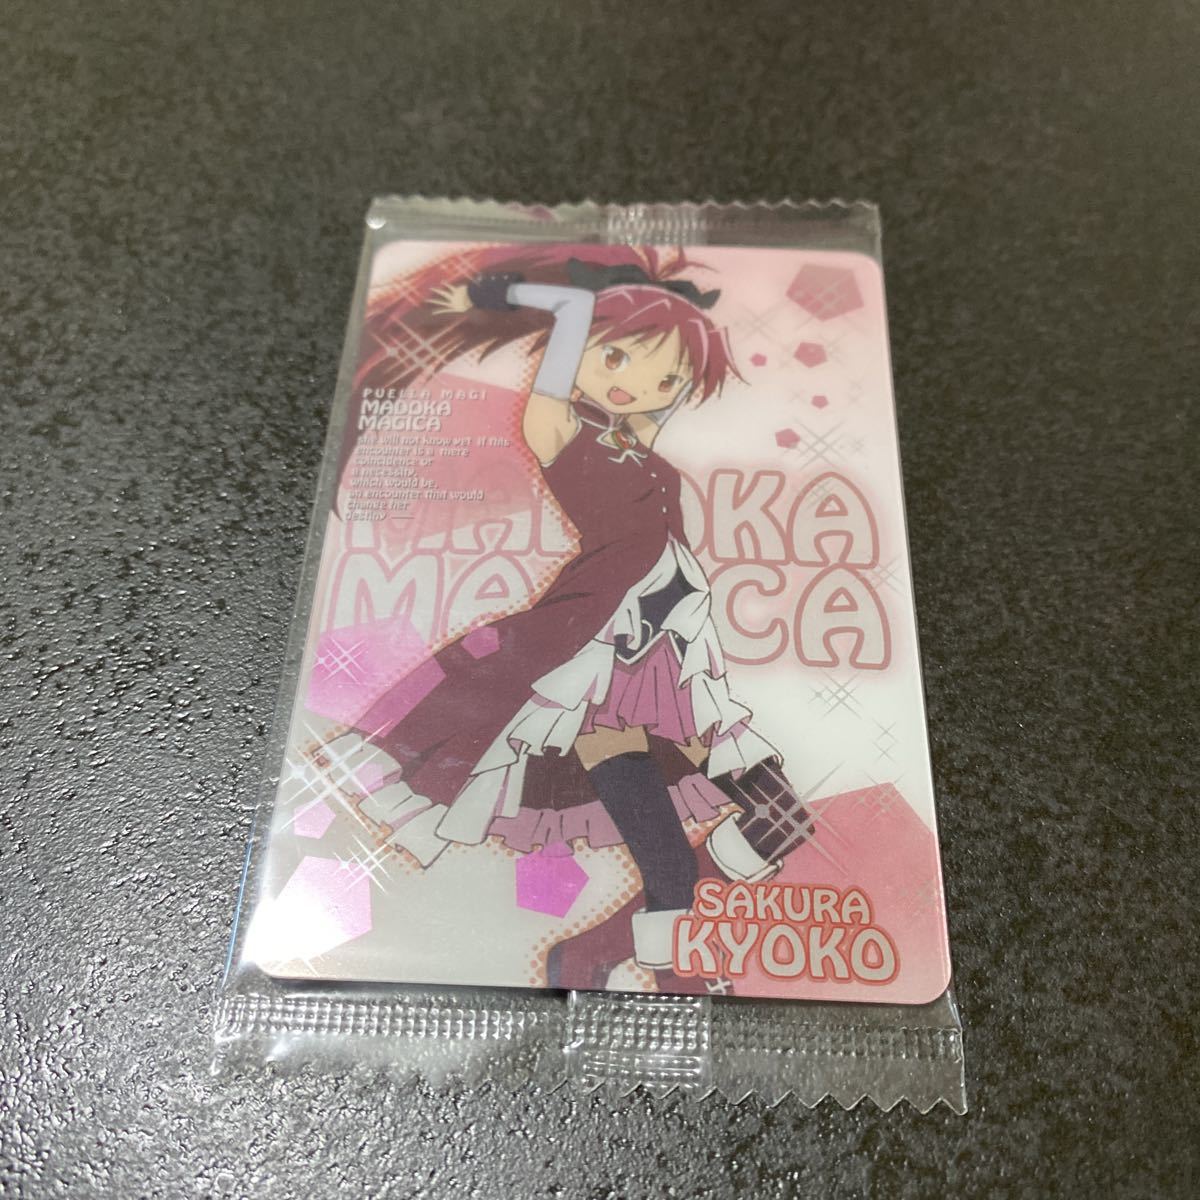 PUELLA MAGI
MADOKA
MAGICA
she will not know yet if this
encounter is a mere
coincidence or
a necessity.
which would be,
an encounter that would
change her
destiny ——
MADOKA
MAGICA
SAKURA
KYOKO